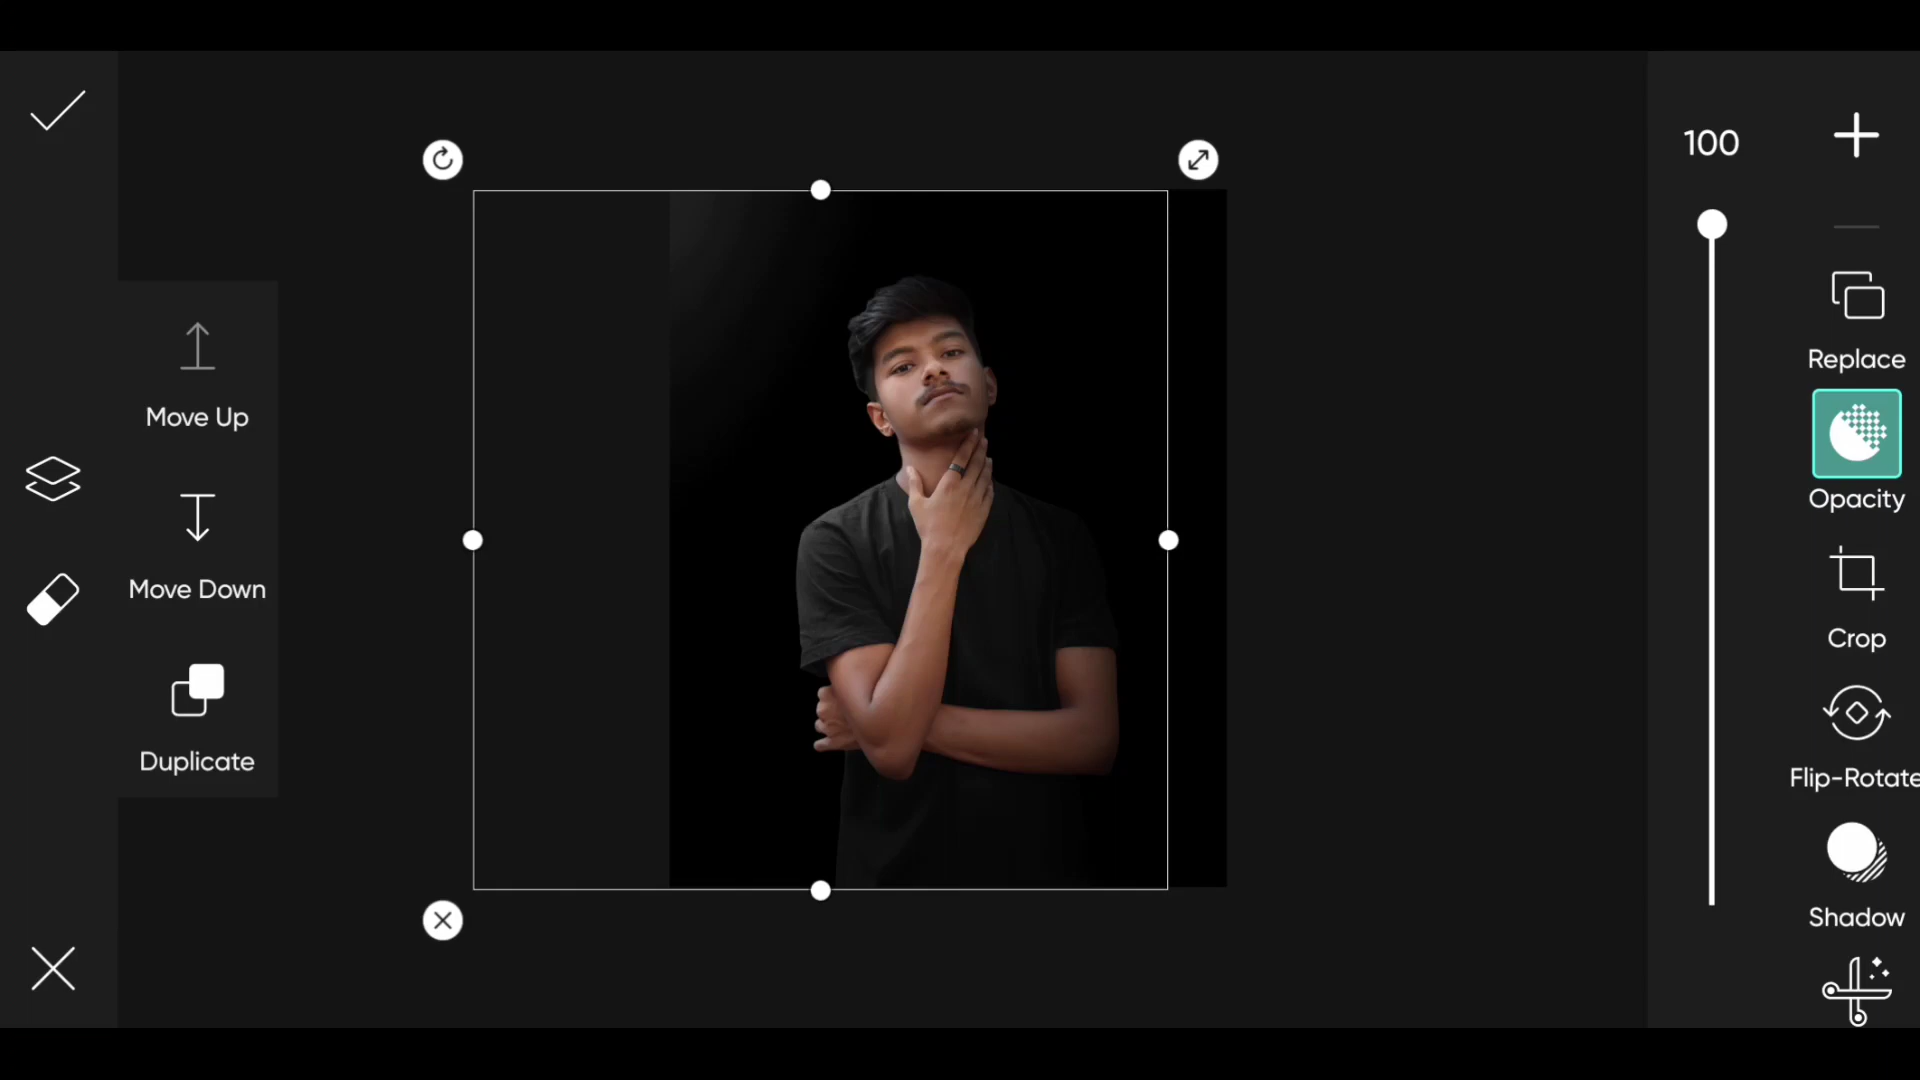 Move Up
Move Down
Duplicate
100
Replace
Opacity
Crop
Flip-Rotate
Shadow